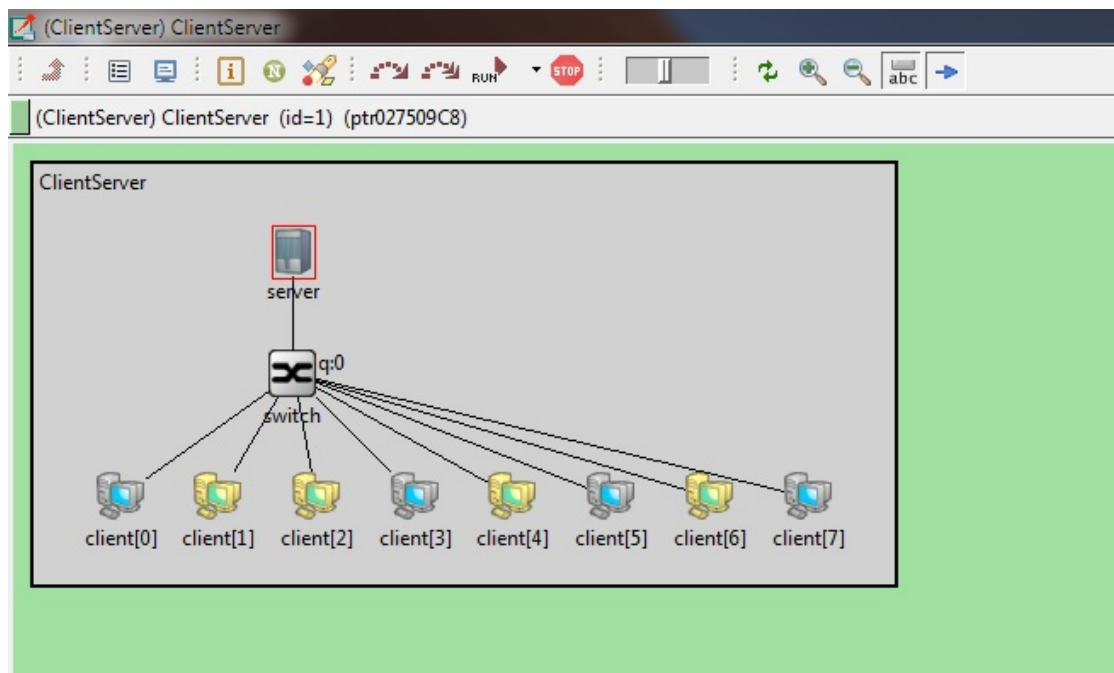 (ClientServer) ClientServer
i N RUN STOP abc
(ClientServer) ClientServer (id=1) (ptr027509C8)
ClientServer
server
q:0
switch
client[0] client[1] client[2] client[3] client[4] client[5] client[6] client[7]